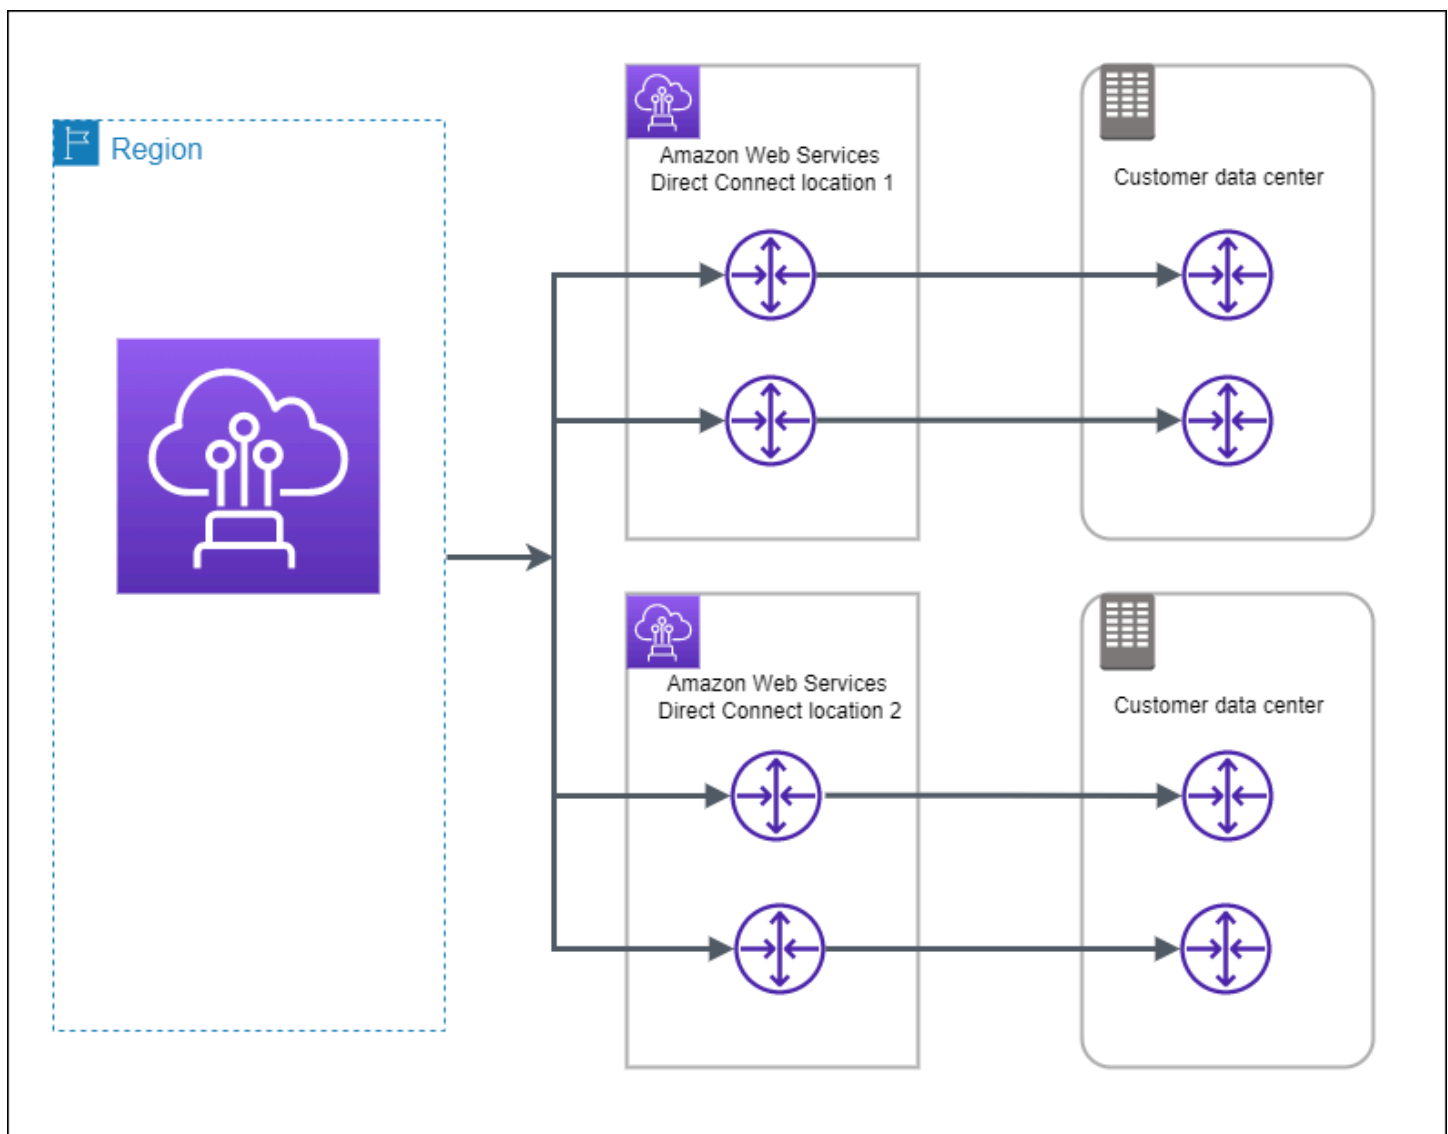 Region
Amazon Web Services
Direct Connect location 1
Customer data center
Amazon Web Services
Direct Connect location 2
Customer data center